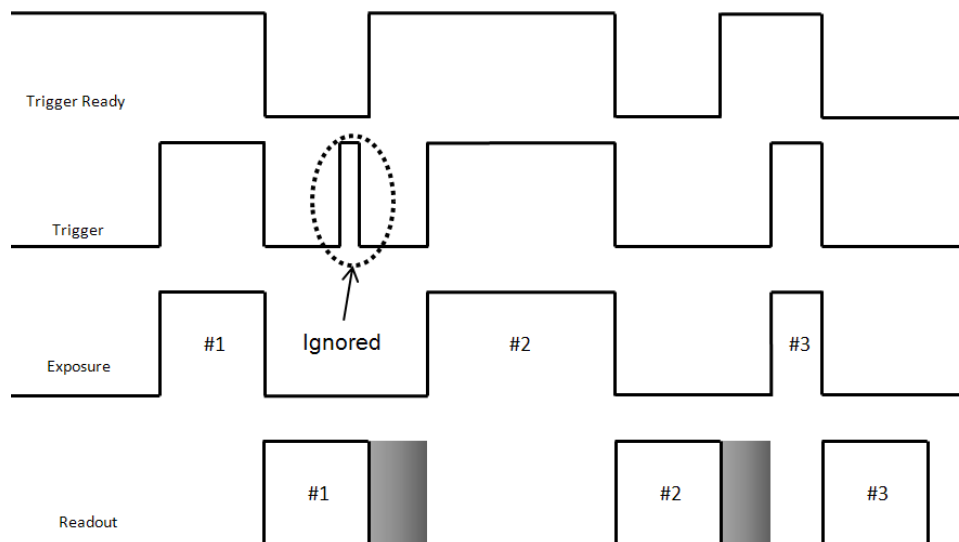 Trigger Ready
Trigger
Ignored
Exposure
#1
#2
#3
Readout
#1
#2
#3